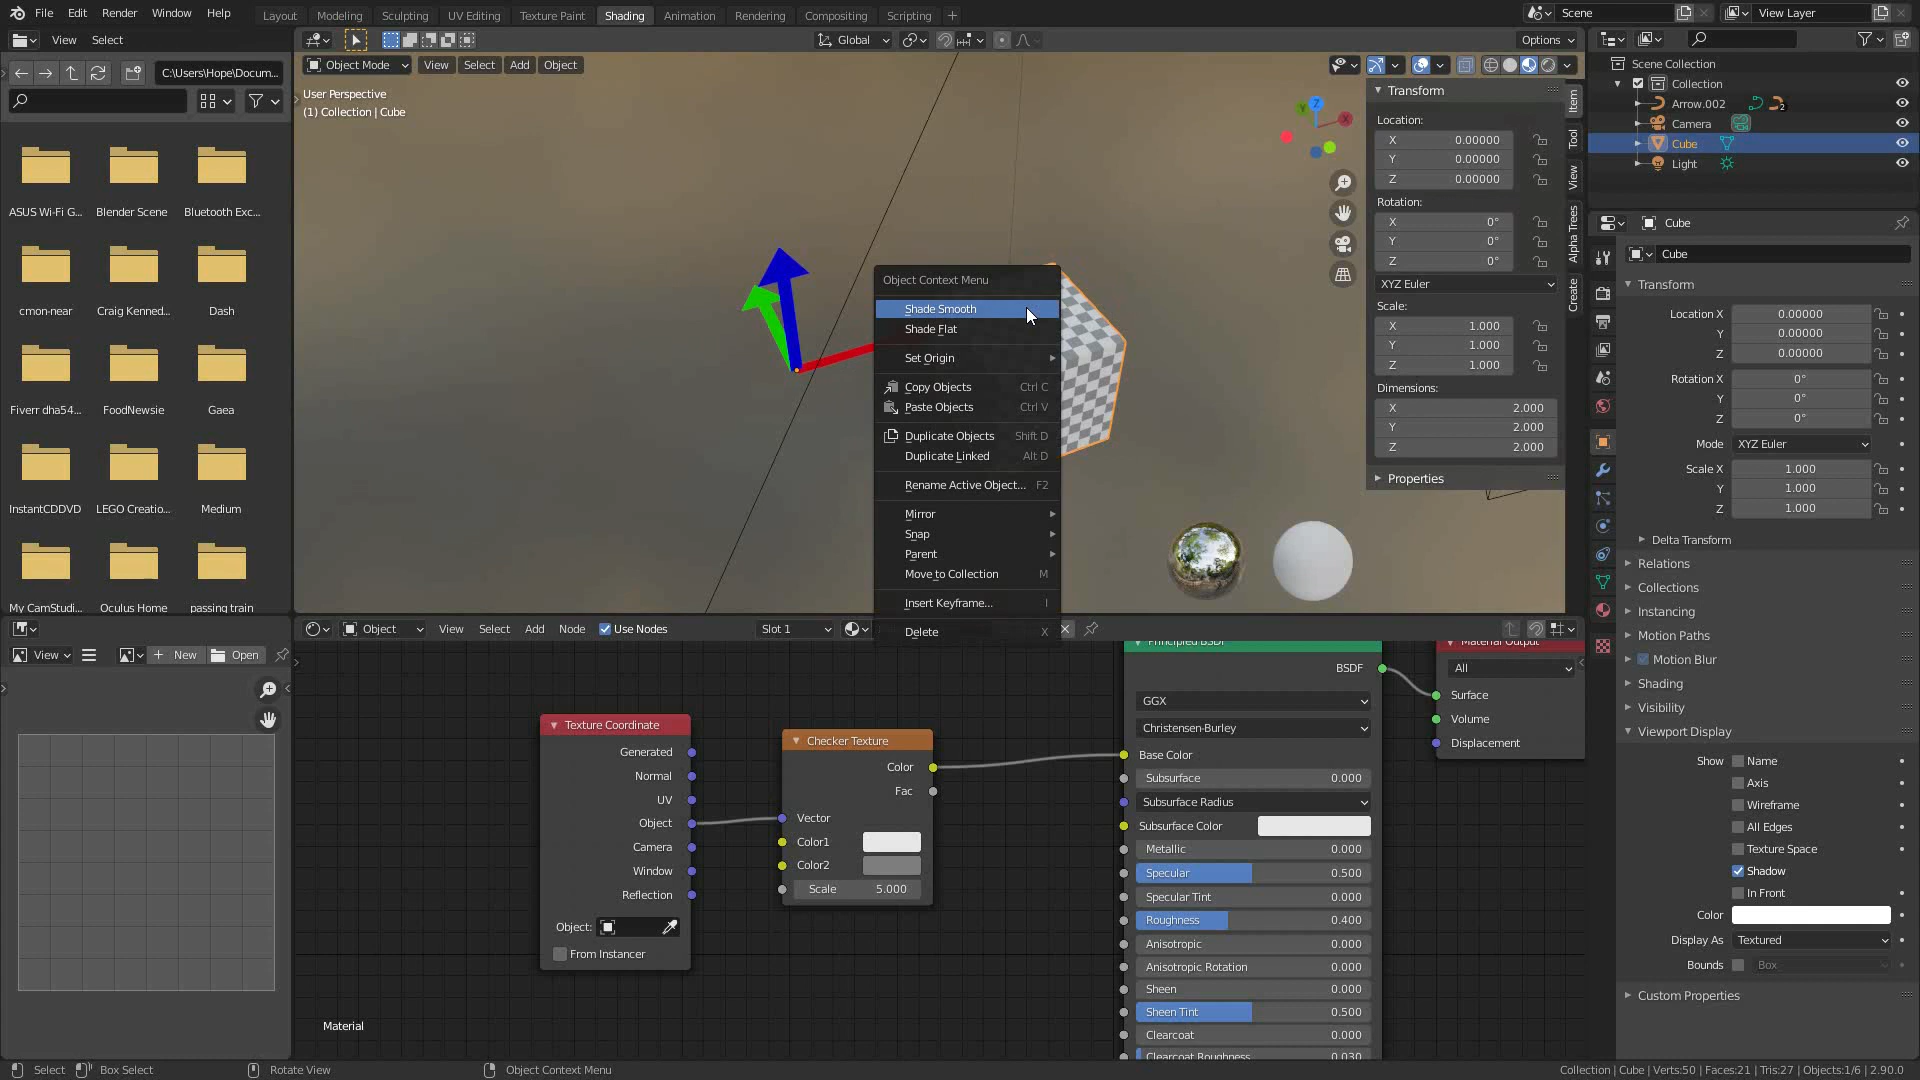 File Edit Render Window Help Layout Modeling Sculpting UV Editing Texture Paint Shading Animation Rendering Compositing Scripting + Scene View Layer
View Select Global Options
C:\Users\Hope\Docum... Object Mode View Select Add Object
User Perspective
(1) Collection | Cube
ASUS Wi-Fi G... Blender Scene Bluetooth Exc...
cmon-near Craig Kenned... Dash
Fiverr dha54... FoodNewsie Gaea
InstantCDDVD LEGO Creatio... Medium
My CamStudi... Oculus Home passing train
Z
Y
X
Object Context Menu
Shade Smooth
Shade Flat
Set Origin
Copy Objects Ctrl C
Paste Objects Ctrl V
Duplicate Objects Shift D
Duplicate Linked Alt D
Rename Active Object... F2
Mirror
Snap
Parent
Move to Collection M
Insert Keyframe... I
Delete X
Transform
Location:
X 0.00000
Y 0.00000
Z 0.00000
Rotation:
X 0°
Y 0°
Z 0°
XYZ Euler
Scale:
X 1.000
Y 1.000
Z 1.000
Dimensions:
X 2.000
Y 2.000
Z 2.000
Properties
Item
Tool
View
Alpha Trees
Create
Scene Collection
Collection
Arrow.002 2
Camera
Cube
Light
Cube
Cube
Transform
Location X 0.00000
Y 0.00000
Z 0.00000
Rotation X 0°
Y 0°
Z 0°
Mode XYZ Euler
Scale X 1.000
Y 1.000
Z 1.000
Delta Transform
Relations
Collections
Instancing
Motion Paths
Motion Blur
Shading
Visibility
Viewport Display
Show Name
Axis
Wireframe
All Edges
Texture Space
Shadow
In Front
Color
Display As Textured
Bounds Box
Custom Properties
View + New Open
Object View Select Add Node Use Nodes Slot 1
Texture Coordinate
Generated
Normal
UV
Object
Camera
Window
Reflection
Object:
From Instancer
Checker Texture
Color
Fac
Vector
Color1
Color2
Scale 5.000
Principled BSDF
BSDF
GGX
Christensen-Burley
Base Color
Subsurface 0.000
Subsurface Radius
Subsurface Color
Metallic 0.000
Specular 0.500
Specular Tint 0.000
Roughness 0.400
Anisotropic 0.000
Anisotropic Rotation 0.000
Sheen 0.000
Sheen Tint 0.500
Clearcoat 0.000
Clearcoat Roughness 0.030
Material Output
All
Surface
Volume
Displacement
Material
Select Box Select Rotate View Object Context Menu Collection | Cube | Verts:50 | Faces:21 | Tris:27 | Objects:1/6 | 2.90.0